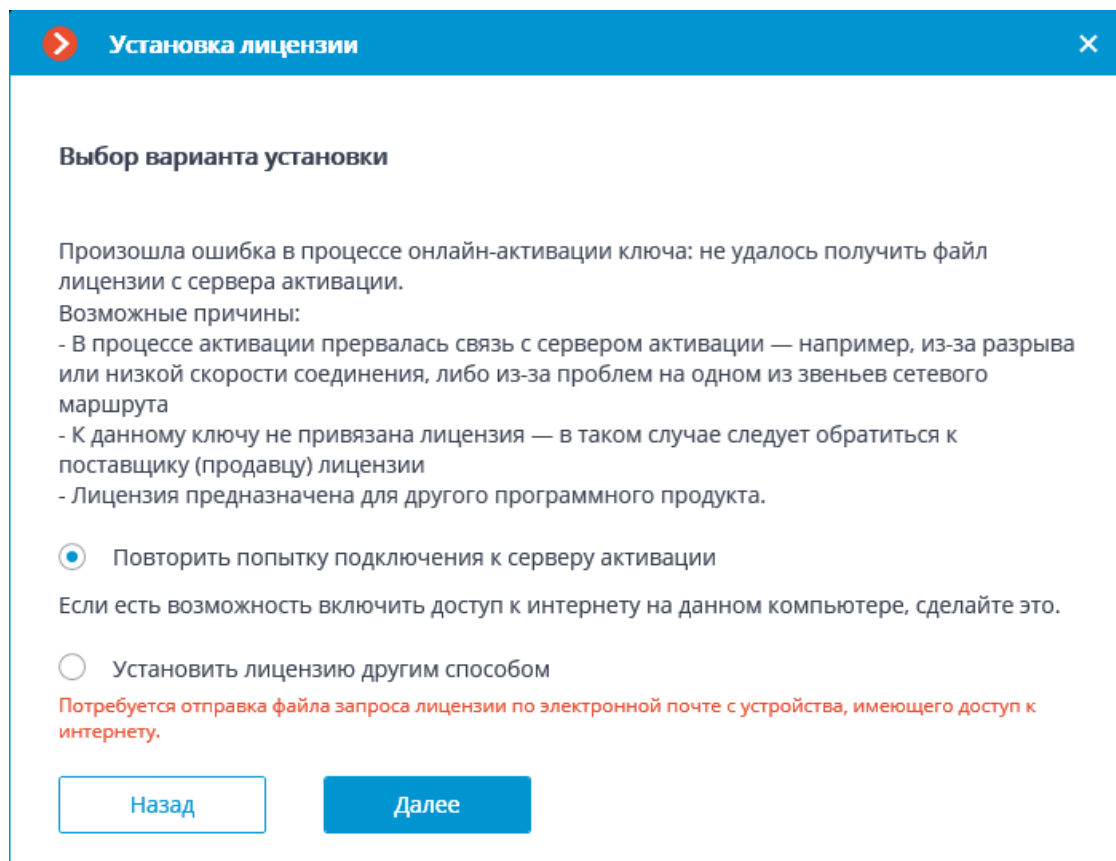 Установка лицензии
Выбор варианта установки
Произошла ошибка в процессе онлайн-активации ключа: не удалось получить файл
лицензии с сервера активации.
Возможные причины:
- В процессе активации прервалась связь с сервером активации — например, из-за разрыва
или низкой скорости соединения, либо из-за проблем на одном из звеньев сетевого
маршрута
- К данному ключу не привязана лицензия — в таком случае следует обратиться к
поставщику (продавцу) лицензии
- Лицензия предназначена для другого программного продукта.
Повторить попытку подключения к серверу активации
Если есть возможность включить доступ к интернету на данном компьютере, сделайте это.
Установить лицензию другим способом
Потребуется отправка файла запроса лицензии по электронной почте с устройства, имеющего доступ к
интернету.
Назад
Далее